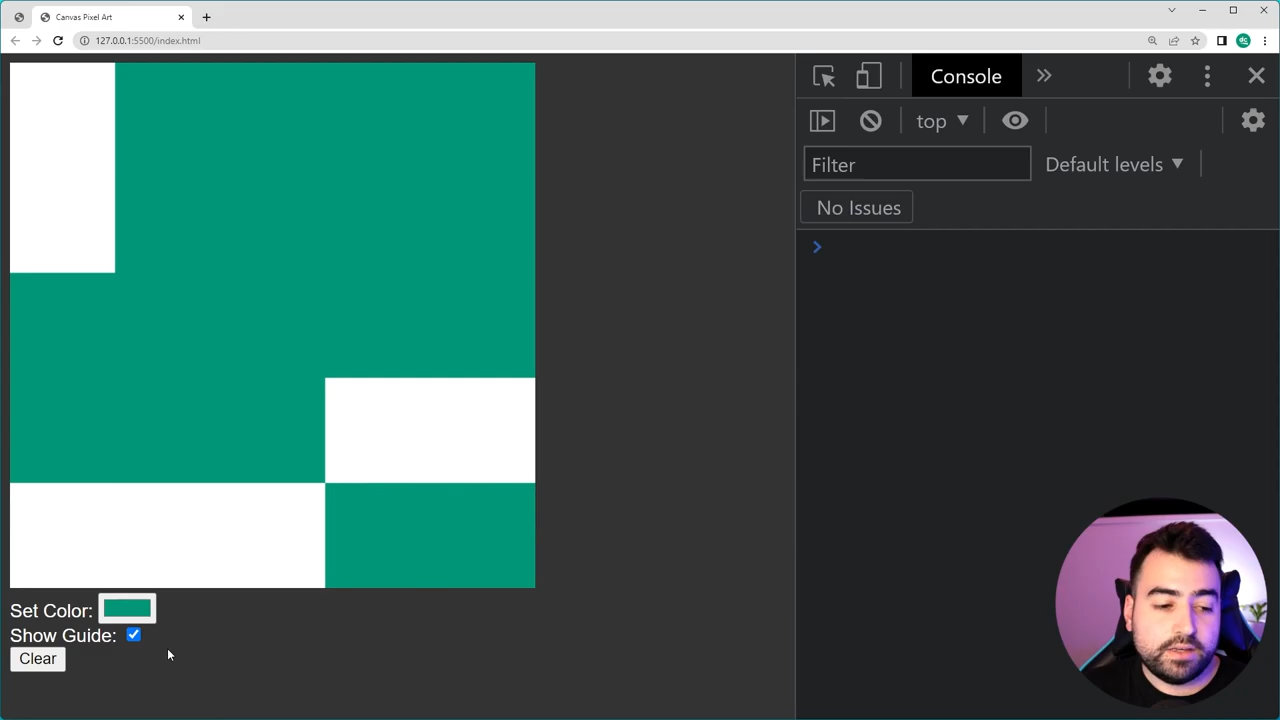 Canvas Pixel Art
127.0.0.1:5500/index.html
Console
top
Filter
Default levels
No Issues
Set Color:
Show Guide:
Clear